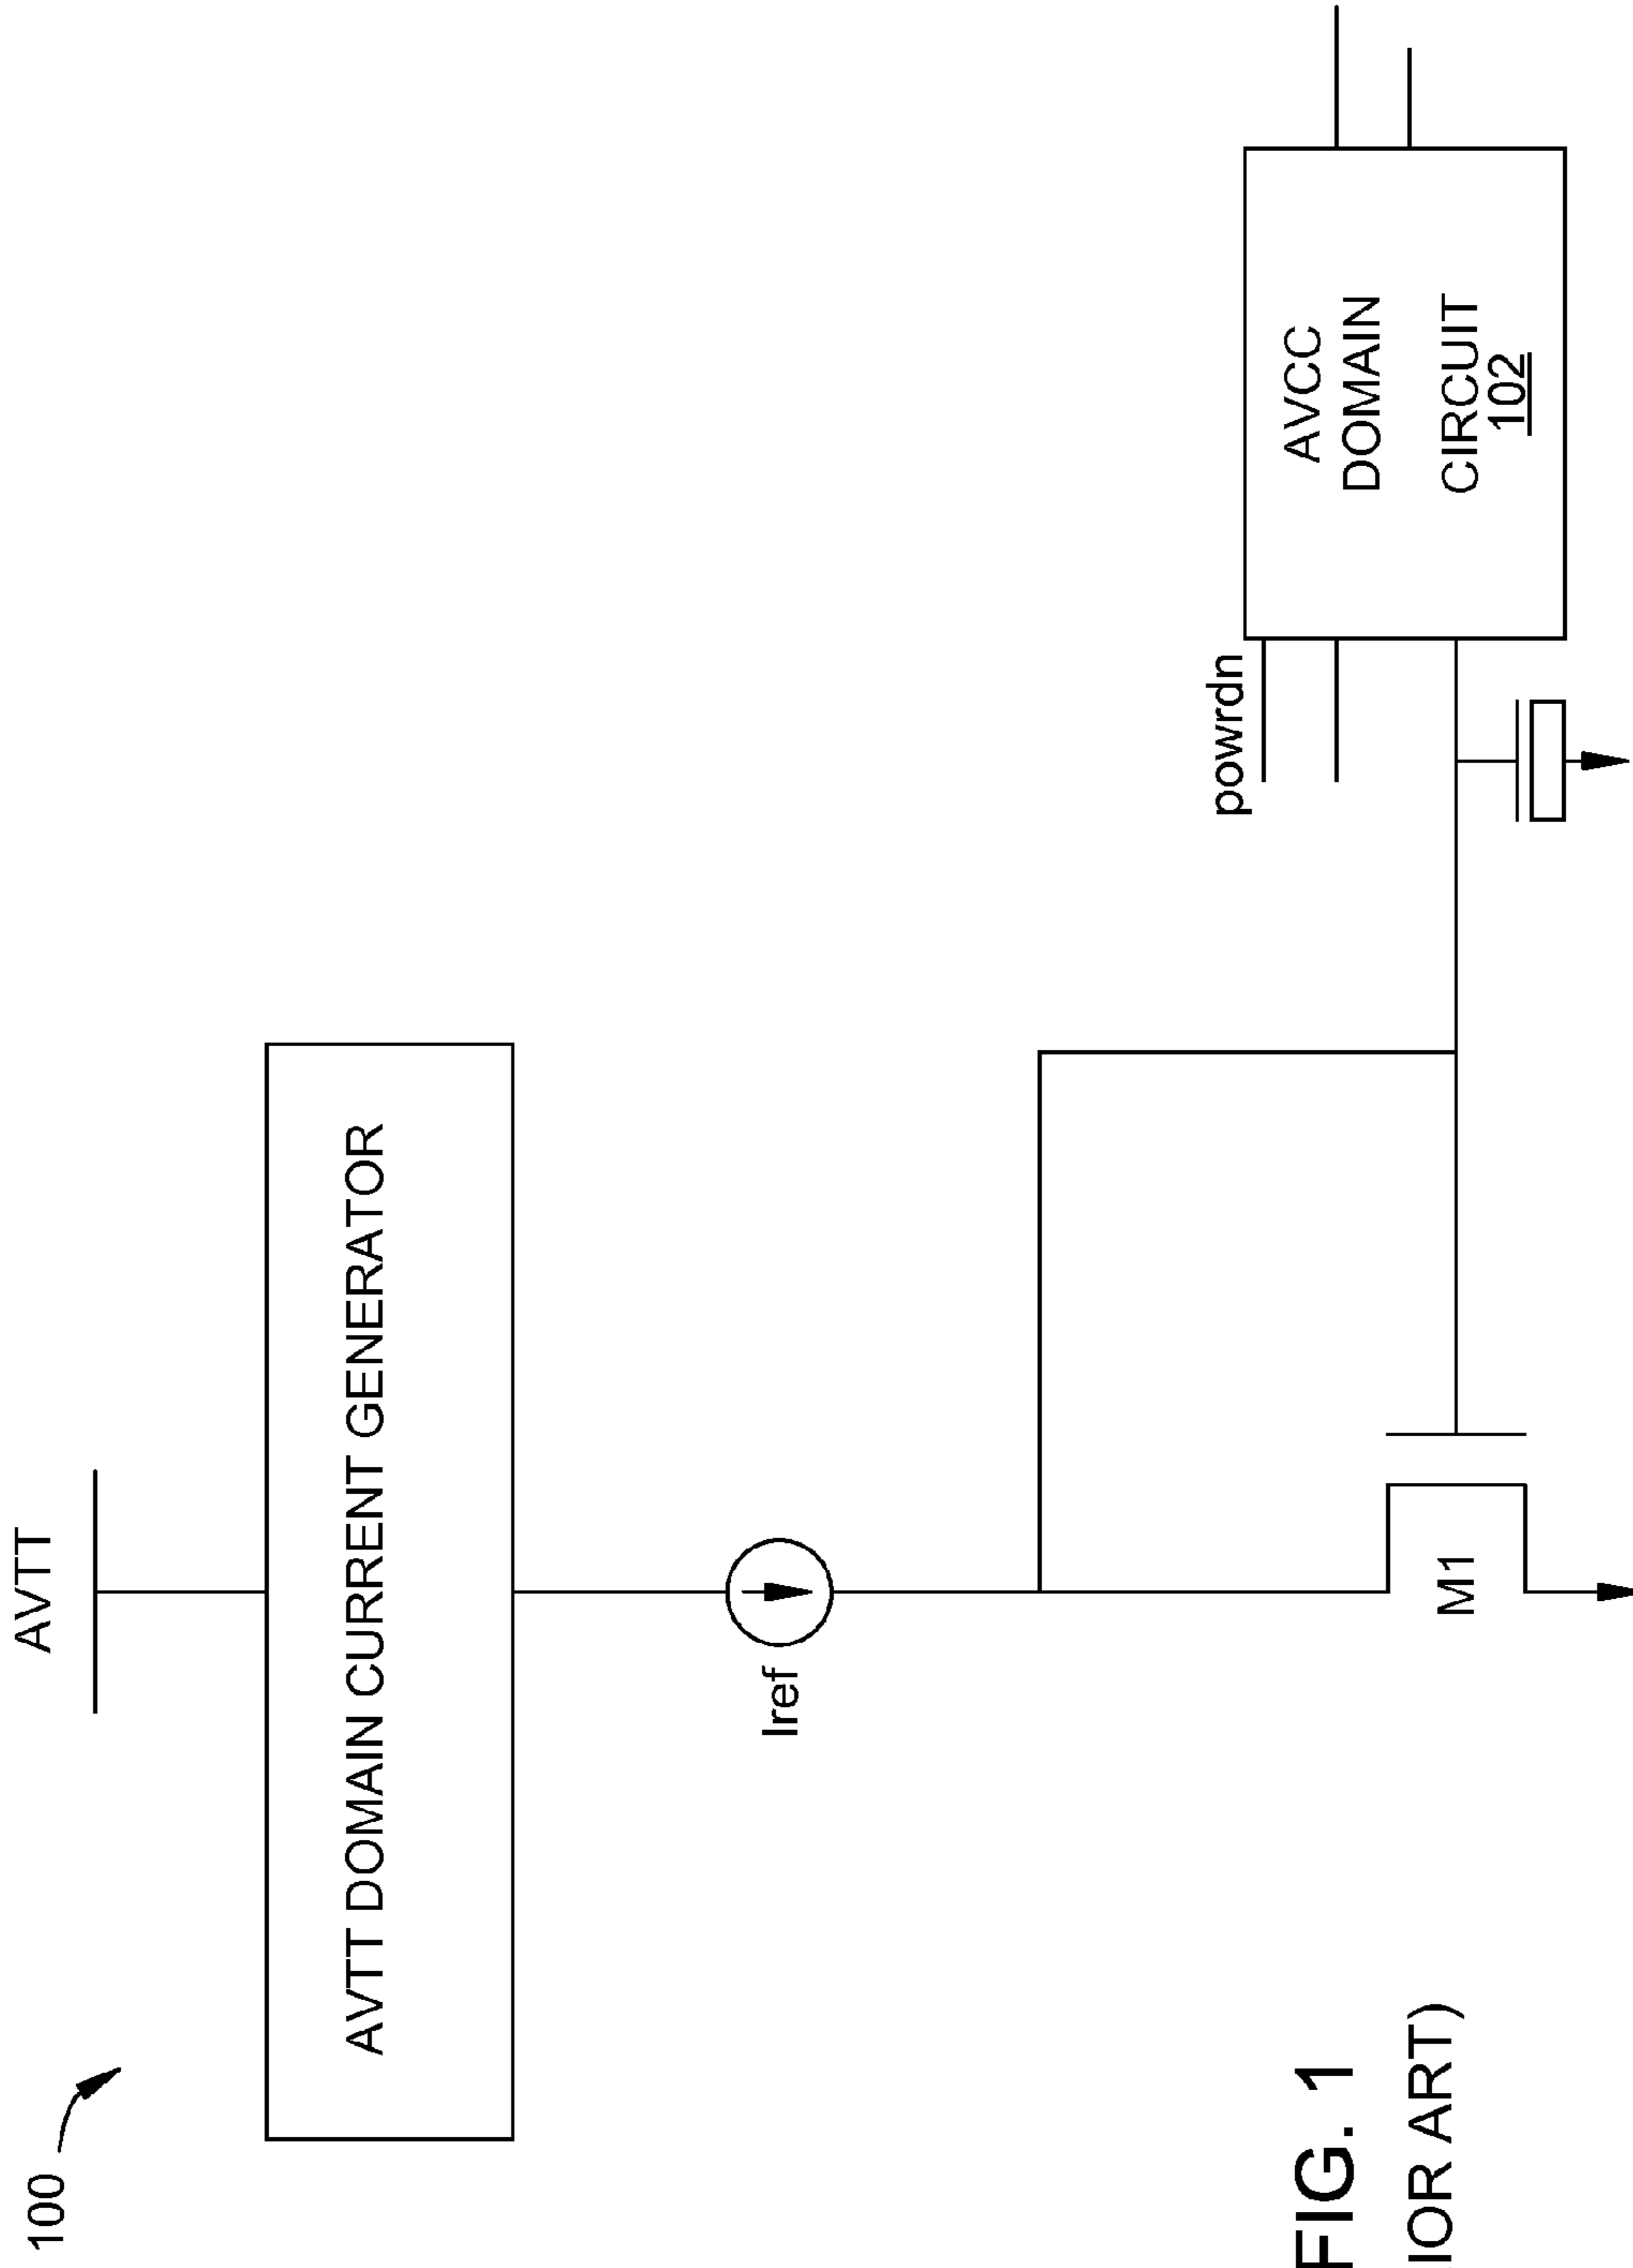 100
AVTT
AVTT DOMAIN CURRENT GENERATOR
Iref
M1
powrdn
AVCC
DOMAIN
CIRCUIT
102
FIG. 1
IOR ART)